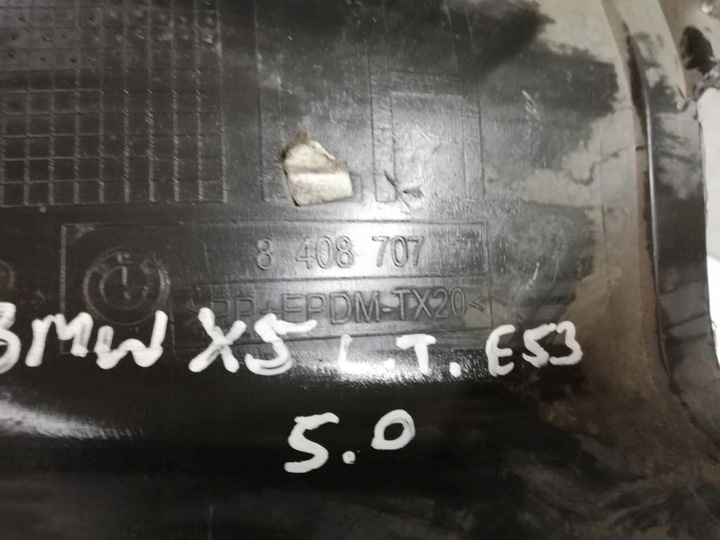 8 408 707
>PP+EPDM-TX20<
BMW X5 L.T. E53
5.0